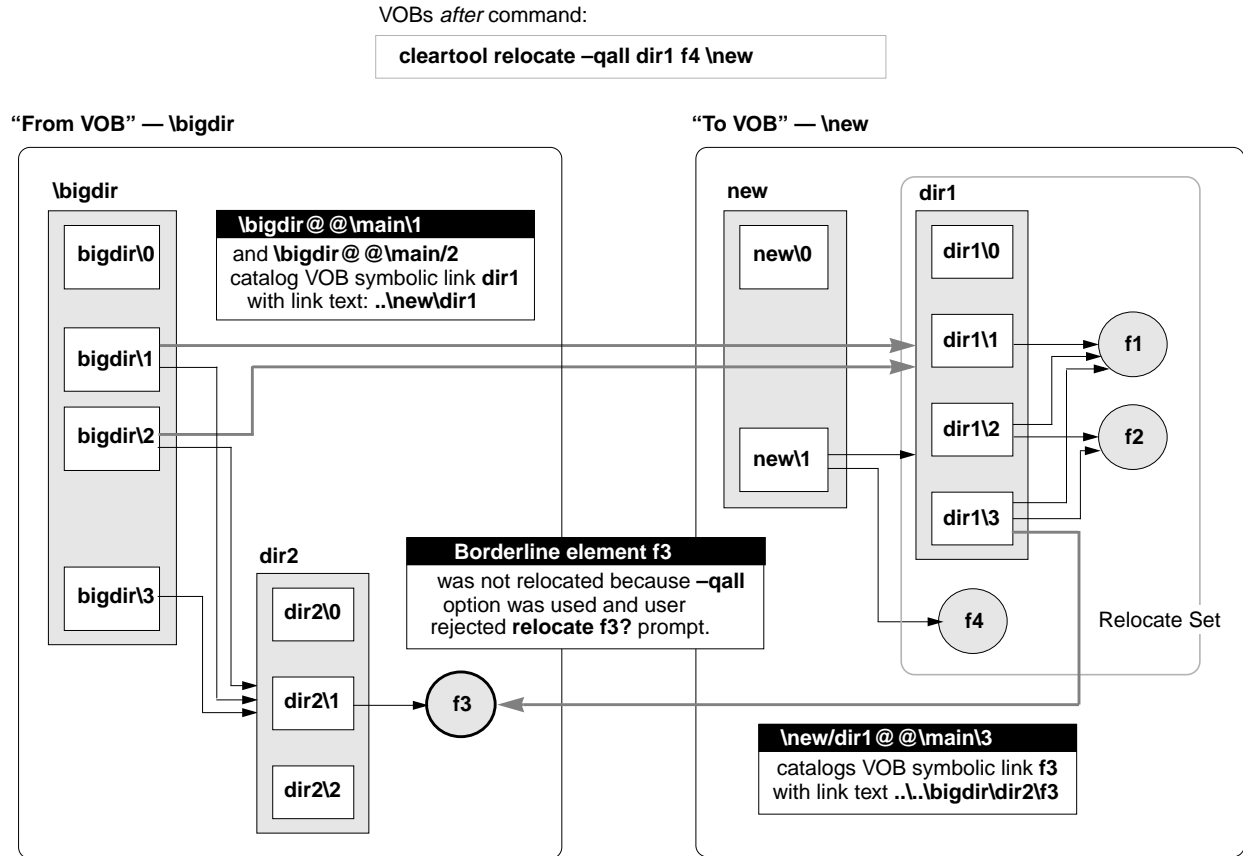 VOBs after command:
cleartool relocate –qall dir1 f4 \new
“From VOB” — \bigdir
“To VOB” — \new
\bigdir
bigdir\0
bigdir\1
bigdir\2
bigdir\3
\bigdir@@\main\1
and \bigdir@@\main/2
catalog VOB symbolic link dir1
with link text: ..\new\dir1
dir2
dir2\0
dir2\1
dir2\2
Borderline element f3
was not relocated because –qall
option was used and user
rejected relocate f3? prompt.
f3
new
new\0
new\1
dir1
dir1\0
dir1\1
dir1\2
dir1\3
f1
f2
f4
Relocate Set
\new/dir1@@\main\3
catalogs VOB symbolic link f3
with link text ..\..\bigdir\dir2\f3